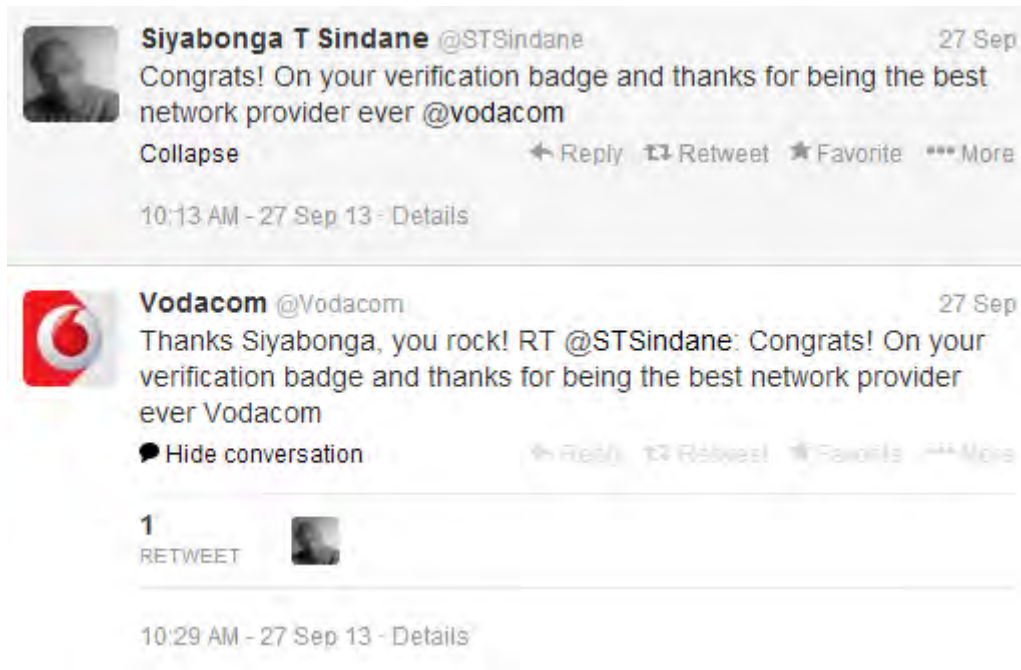 Siyabonga T Sindane @STSindane 27 Sep
Congrats! On your verification badge and thanks for being the best
network provider ever @vodacom
Collapse Reply Retweet Favorite More
10:13 AM - 27 Sep 13 · Details
Vodacom @Vodacom 27 Sep
Thanks Siyabonga, you rock! RT @STSindane: Congrats! On your
verification badge and thanks for being the best network provider
ever Vodacom
Hide conversation Reply Retweet Favorite More
1
RETWEET
10:29 AM - 27 Sep 13 · Details